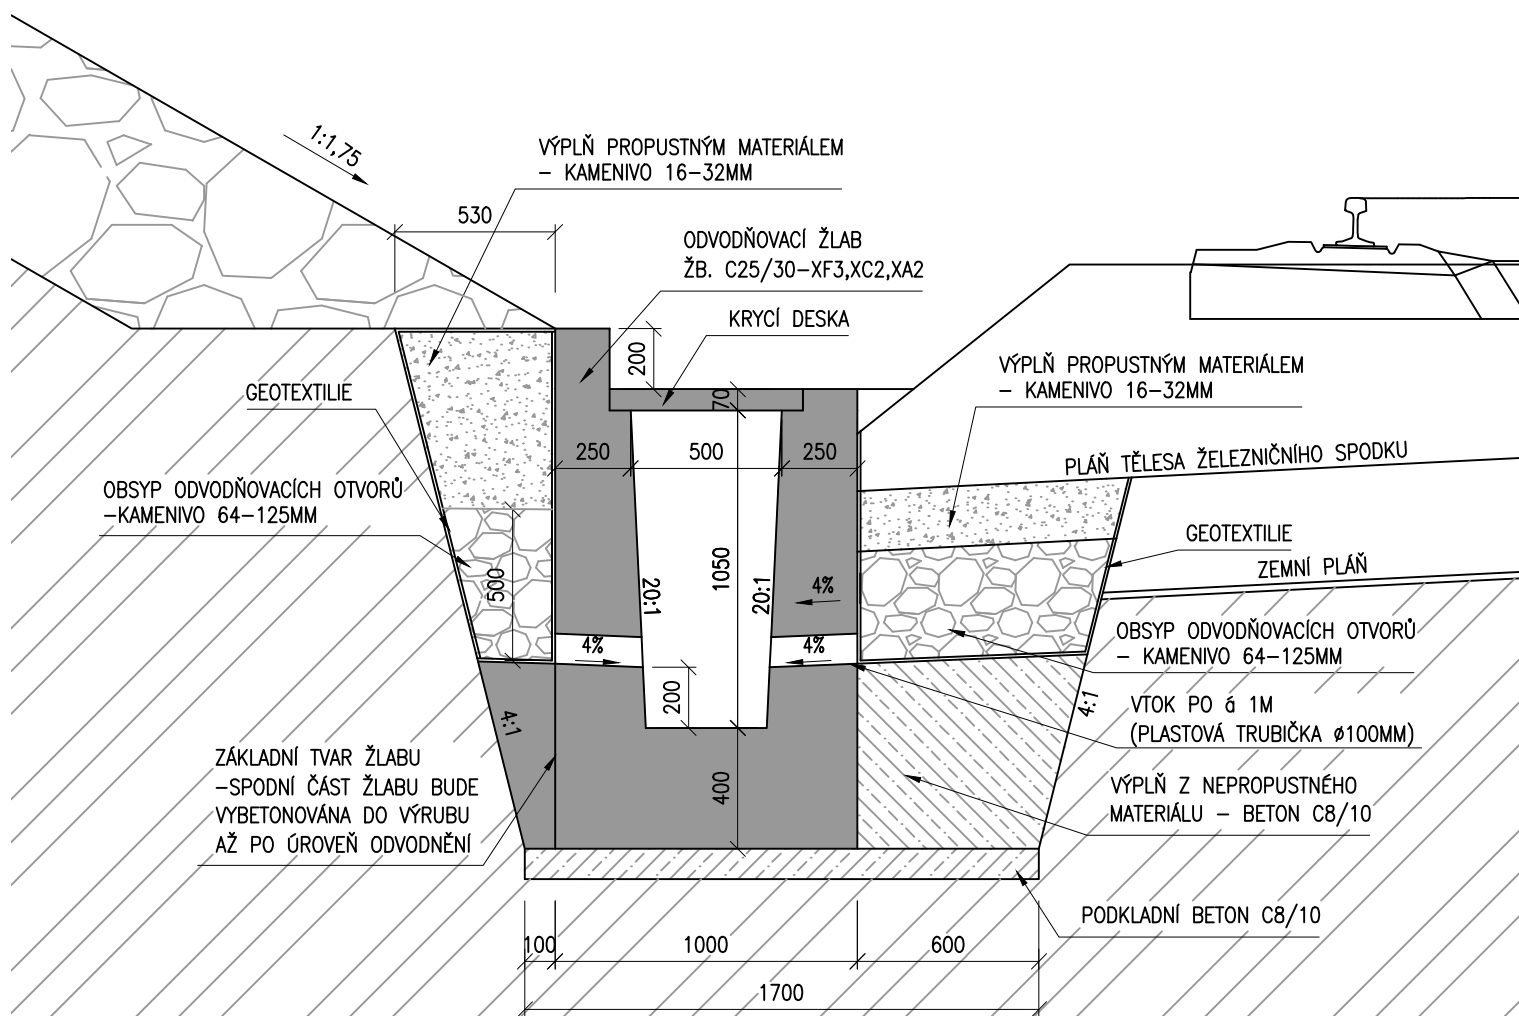 1:1,75
VÝPLŇ PROPUSTNÝM MATERIÁLEM
– KAMENIVO 16–32MM
530
ODVODŇOVACÍ ŽLAB
ŽB. C25/30–XF3,XC2,XA2
KRYCÍ DESKA
200
70
VÝPLŇ PROPUSTNÝM MATERIÁLEM
– KAMENIVO 16–32MM
GEOTEXTILIE
250
500
250
PLÁŇ TĚLESA ŽELEZNIČNÍHO SPODKU
OBSYP ODVODŇOVACÍCH OTVORŮ
–KAMENIVO 64–125MM
GEOTEXTILIE
ZEMNÍ PLÁŇ
500
20:1
1050
20:1
4%
4%
4%
OBSYP ODVODŇOVACÍCH OTVORŮ
– KAMENIVO 64–125MM
200
4:1
4:1
VTOK PO á 1M
(PLASTOVÁ TRUBIČKA ø100MM)
ZÁKLADNÍ TVAR ŽLABU
–SPODNÍ ČÁST ŽLABU BUDE
VYBETONOVÁNA DO VÝRUBU
AŽ PO ÚROVEŇ ODVODNĚNÍ
400
VÝPLŇ Z NEPROPUSTNÉHO
MATERIÁLU – BETON C8/10
PODKLADNÍ BETON C8/10
100
1000
600
1700